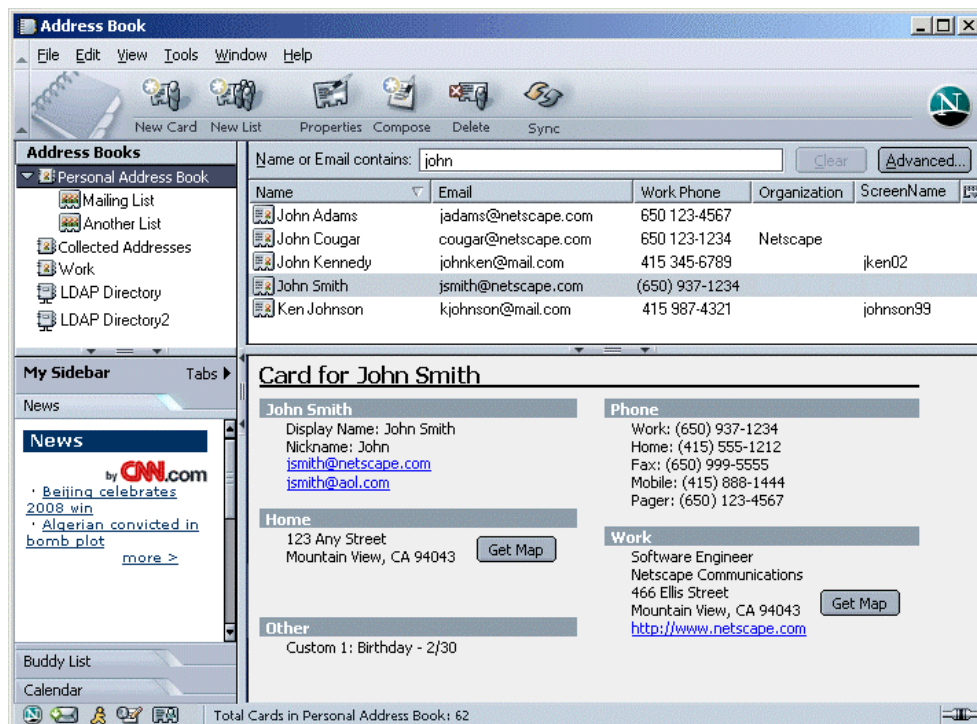 Address Book
File Edit View Tools Window Help
New Card New List Properties Compose Delete Sync
N
Address Books
Personal Address Book
Mailing List
Another List
Collected Addresses
Work
LDAP Directory
LDAP Directory2
Name or Email contains: john Clear Advanced...
Name Email Work Phone Organization ScreenName
John Adams jadams@netscape.com 650 123-4567
John Cougar cougar@netscape.com 650 123-1234 Netscape
John Kennedy johnken@mail.com 415 345-6789 jken02
John Smith jsmith@netscape.com (650) 937-1234
Ken Johnson kjohnson@mail.com 415 987-4321 johnson99
My Sidebar Tabs
News
News
by CNN.com
· Beijing celebrates
2008 win
· Algerian convicted in
bomb plot
more >
Buddy List
Calendar
Card for John Smith
John Smith
Display Name: John Smith
Nickname: John
jsmith@netscape.com
jsmith@aol.com
Home
123 Any Street
Mountain View, CA 94043
Get Map
Other
Custom 1: Birthday - 2/30
Phone
Work: (650) 937-1234
Home: (415) 555-1212
Fax: (650) 999-5555
Mobile: (415) 888-1444
Pager: (650) 123-4567
Work
Software Engineer
Netscape Communications
466 Ellis Street
Mountain View, CA 94043
Get Map
http://www.netscape.com
Total Cards in Personal Address Book: 62